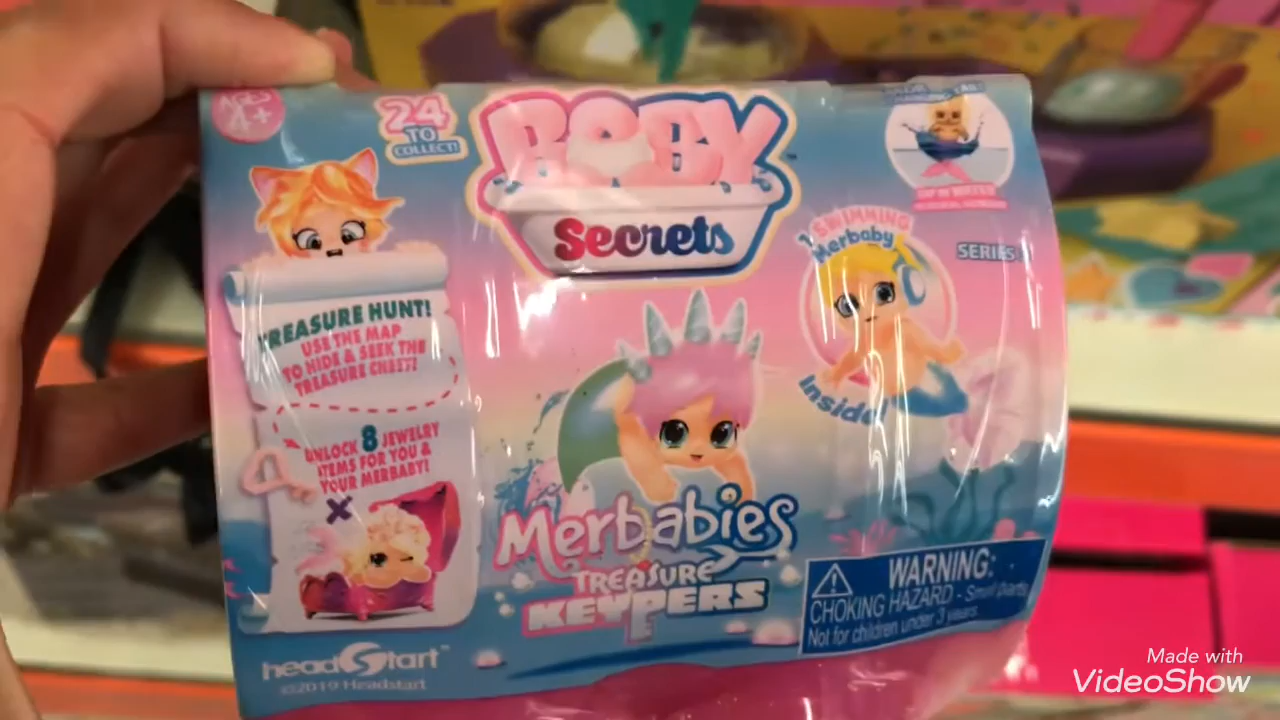 AGES
4+
24
TO
COLLECT!
BABY
Secrets
1 SWIMMING
Merbaby
Inside!
SERIES
TREASURE HUNT!
USE THE MAP
TO HIDE & SEEK THE
TREASURE CHEST!
UNLOCK 8 JEWELRY
ITEMS FOR YOU &
YOUR MERBABY!
Merbabies
TREASURE
KEYPERS
WARNING:
CHOKING HAZARD - Small parts
Not for children under 3 years
headStart™
©2019 Headstart
Made with
VideoShow